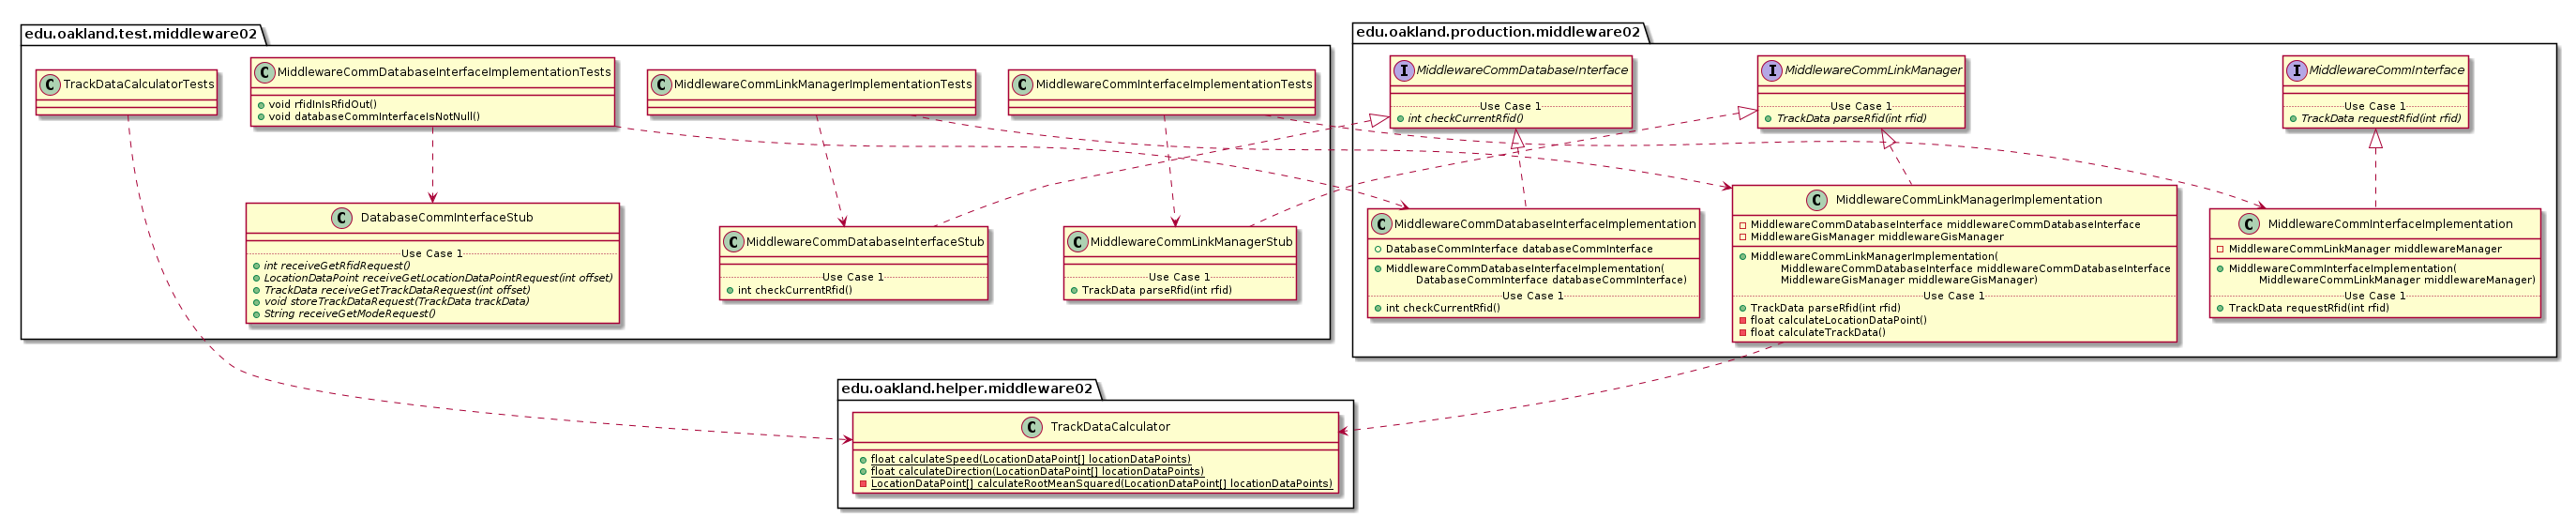 edu.oakland.test.middleware02
C TrackDataCalculatorTests
C MiddlewareCommDatabaseInterfaceImplementationTests
void rfidInIsRfidOut()
void databaseCommInterfaceIsNotNull()
C MiddlewareCommLinkManagerImplementationTests
C MiddlewareCommInterfaceImplementationTests
C DatabaseCommInterfaceStub
Use Case 1
int receiveGetRfidRequest()
LocationDataPoint receiveGetLocationDataPointRequest(int offset)
TrackData receiveGetTrackDataRequest(int offset)
void storeTrackDataRequest(TrackData trackData)
String receiveGetModeRequest()
C MiddlewareCommDatabaseInterfaceStub
Use Case 1
int checkCurrentRfid()
C MiddlewareCommLinkManagerStub
Use Case 1
TrackData parseRfid(int rfid)
edu.oakland.production.middleware02
I MiddlewareCommDatabaseInterface
Use Case 1
int checkCurrentRfid()
I MiddlewareCommLinkManager
Use Case 1
TrackData parseRfid(int rfid)
I MiddlewareCommInterface
Use Case 1
TrackData requestRfid(int rfid)
C MiddlewareCommDatabaseInterfaceImplementation
DatabaseCommInterface databaseCommInterface
MiddlewareCommDatabaseInterfaceImplementation(
DatabaseCommInterface databaseCommInterface)
Use Case 1
int checkCurrentRfid()
C MiddlewareCommLinkManagerImplementation
MiddlewareCommDatabaseInterface middlewareCommDatabaseInterface
MiddlewareGisManager middlewareGisManager
MiddlewareCommLinkManagerImplementation(
MiddlewareCommDatabaseInterface middlewareCommDatabaseInterface
MiddlewareGisManager middlewareGisManager)
Use Case 1
TrackData parseRfid(int rfid)
float calculateLocationDataPoint()
float calculateTrackData()
C MiddlewareCommInterfaceImplementation
MiddlewareCommLinkManager middlewareManager
MiddlewareCommInterfaceImplementation(
MiddlewareCommLinkManager middlewareManager)
Use Case 1
TrackData requestRfid(int rfid)
edu.oakland.helper.middleware02
C TrackDataCalculator
float calculateSpeed(LocationDataPoint[] locationDataPoints)
float calculateDirection(LocationDataPoint[] locationDataPoints)
LocationDataPoint[] calculateRootMeanSquared(LocationDataPoint[] locationDataPoints)